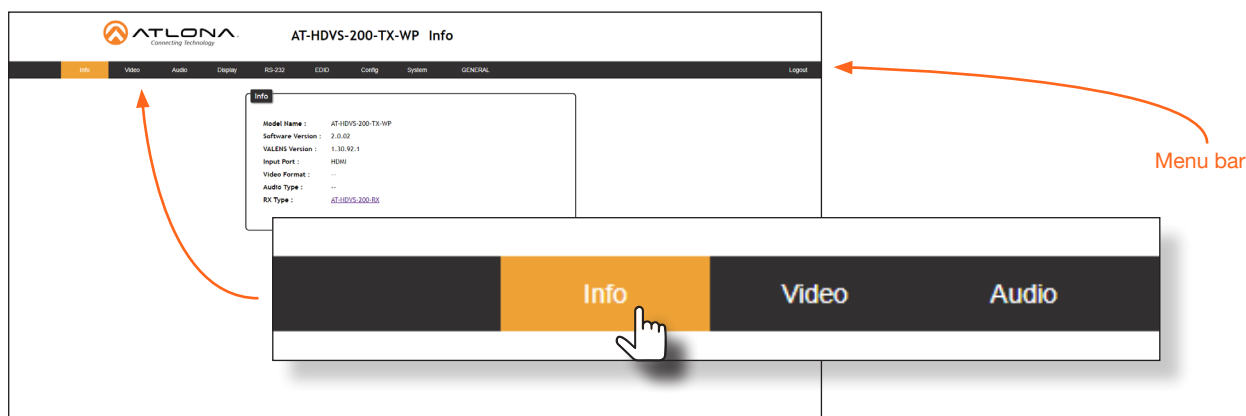 ATLONA.
Connecting Technology
AT-HDVS-200-TX-WP Info
Info Video Audio Display RS-232 EDID Config System GENERAL Logout
Info
Model Name : AT-HDVS-200-TX-WP
Software Version : 2.0.02
VALENS Version : 1.30.92.1
Input Port : HDMI
Video Format : --
Audio Type : --
RX Type : AT-HDVS-200-RX
Menu bar
Info Video Audio